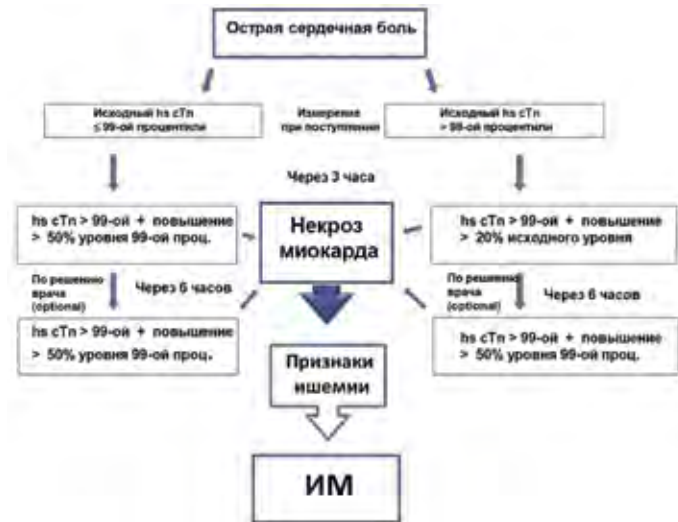 Острая сердечная боль
Исходный hs cTn
≤ 99-ой процентили
Измерения
при поступлении
Исходный hs cTn
> 99-ой процентили
Через 3 часа
hs cTn > 99-ой + повышение
> 50% уровня 99-ой проц.
Некроз
миокарда
hs cTn > 99-ой + повышение
> 20% исходного уровня
По решению
врача
(optional)
Через 6 часов
По решению
врача
(optional)
Через 6 часов
hs cTn > 99-ой + повышение
> 50% уровня 99-ой проц.
hs cTn > 99-ой + повышение
> 50% уровня 99-ой проц.
Признаки
ишемии
ИМ